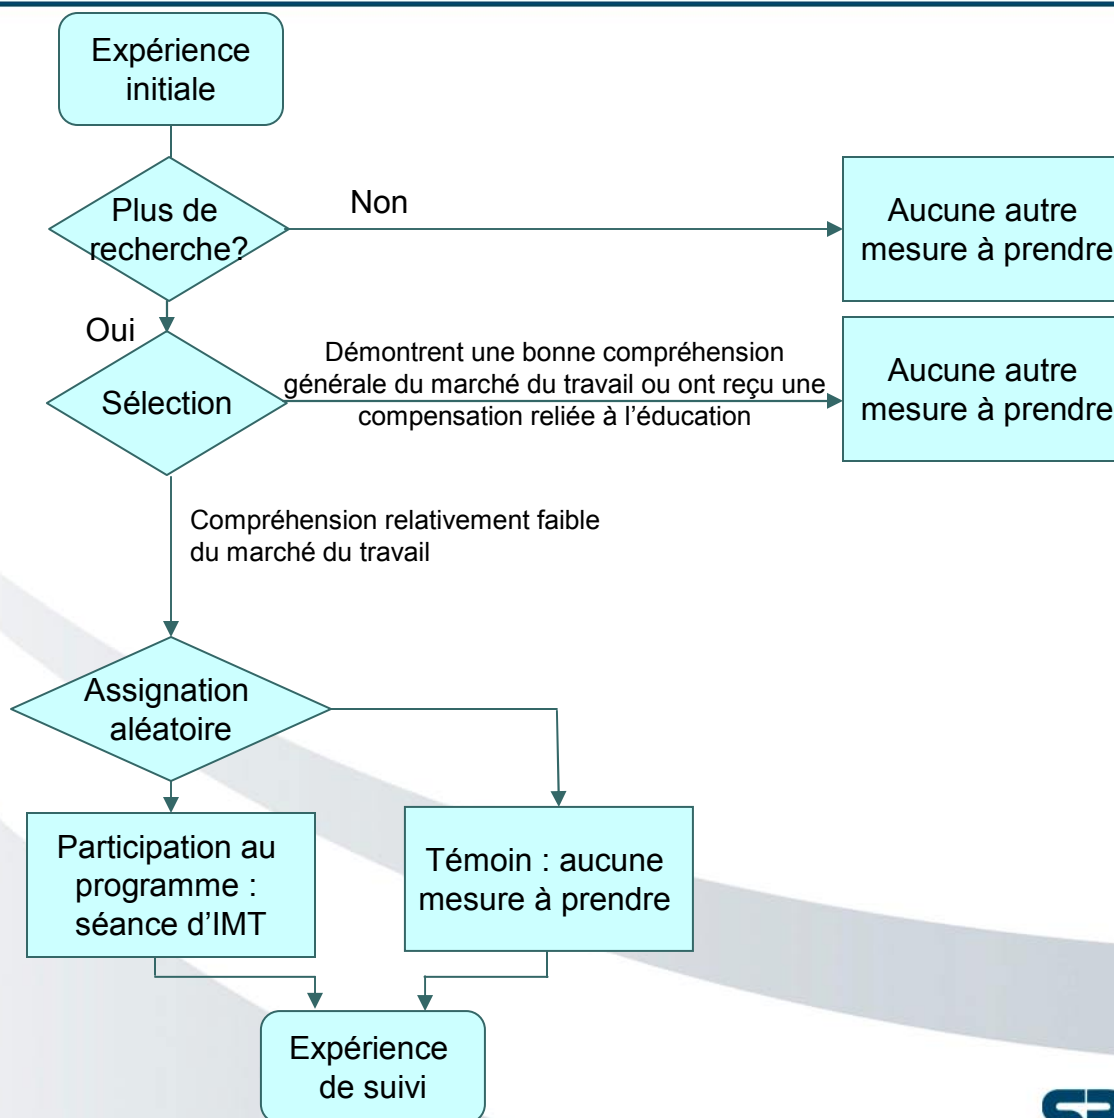 Expérience
initiale
Plus de
recherche?
Non
Aucune autre
mesure à prendre
Oui
Sélection
Démontrent une bonne compréhension
générale du marché du travail ou ont reçu une
compensation reliée à l’éducation
Aucune autre
mesure à prendre
Compréhension relativement faible
du marché du travail
Assignation
aléatoire
Participation au
programme :
séance d’IMT
Témoin : aucune
mesure à prendre
Expérience
de suivi